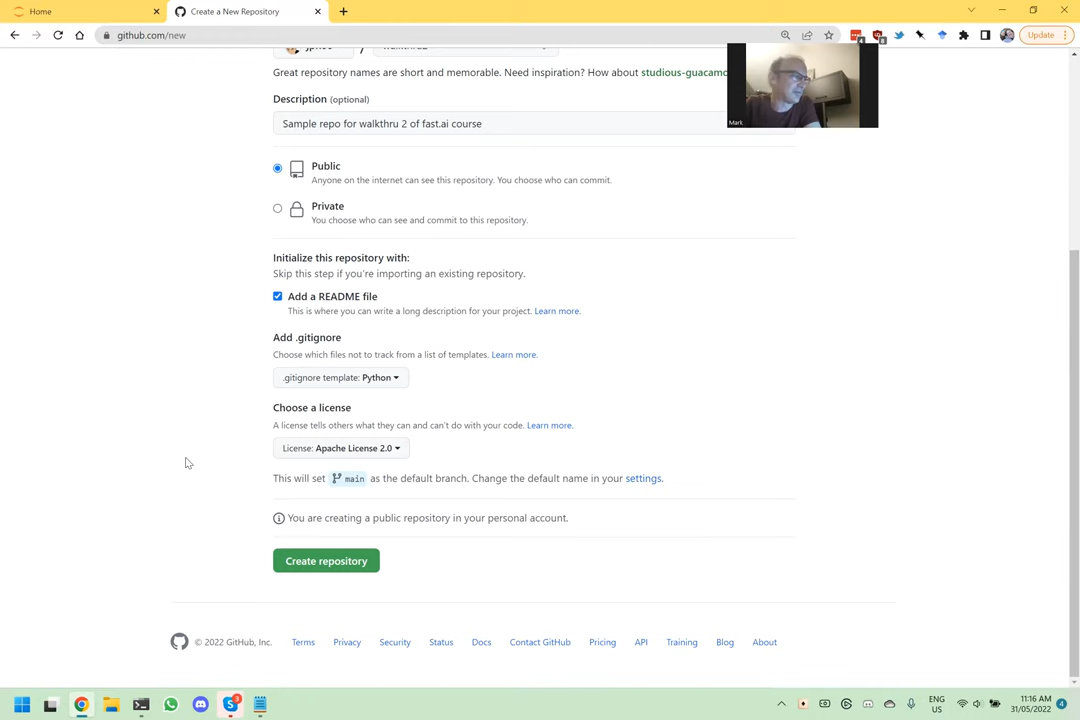 Home
Create a New Repository
github.com/new
Update
Great repository names are short and memorable. Need inspiration? How about studious-guacamo
Description (optional)
Sample repo for walkthru 2 of fast.ai course
Mark
Public
Anyone on the internet can see this repository. You choose who can commit.
Private
You choose who can see and commit to this repository.
Initialize this repository with:
Skip this step if you're importing an existing repository.
Add a README file
This is where you can write a long description for your project. Learn more.
Add .gitignore
Choose which files not to track from a list of templates. Learn more.
.gitignore template: Python
Choose a license
A license tells others what they can and can't do with your code. Learn more.
License: Apache License 2.0
This will set main as the default branch. Change the default name in your settings.
You are creating a public repository in your personal account.
Create repository
© 2022 GitHub, Inc. Terms Privacy Security Status Docs Contact GitHub Pricing API Training Blog About
ENG
US
11:16 AM
31/05/2022